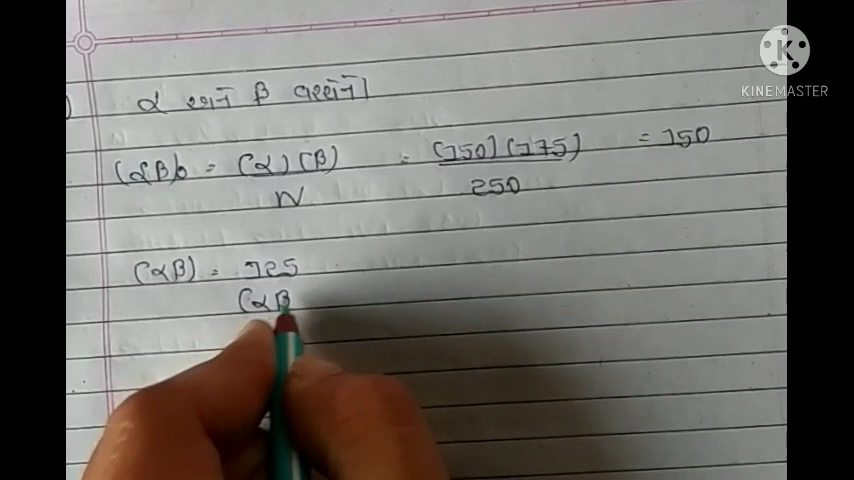 KINEMASTER
) α અને β વચ્ચેનો
(αβ)₀ = (α) (β) / N = (150) (175) / 250 = 150
(αβ) = 125
(αβ